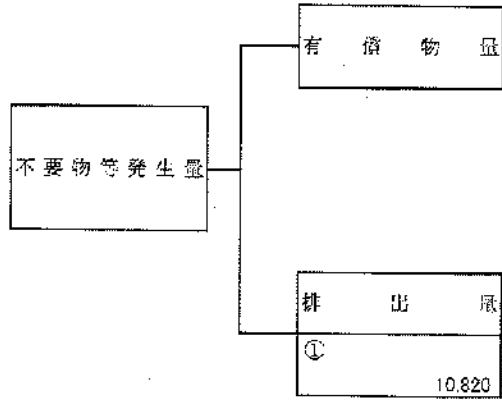 有償物量
不要物等発生量
排出量
①
10,820